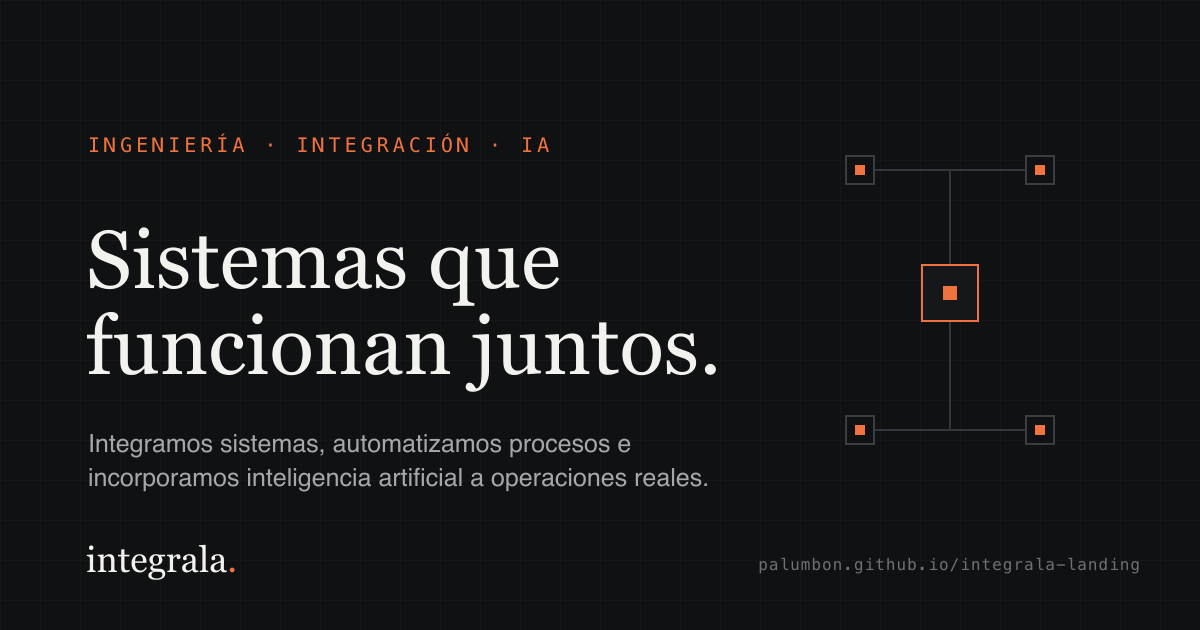 INGENIERÍA · INTEGRACIÓN · IA
Sistemas que
funcionan juntos.
Integramos sistemas, automatizamos procesos e
incorporamos inteligencia artificial a operaciones reales.
integrala.
palumbon.github.io/integrala-landing